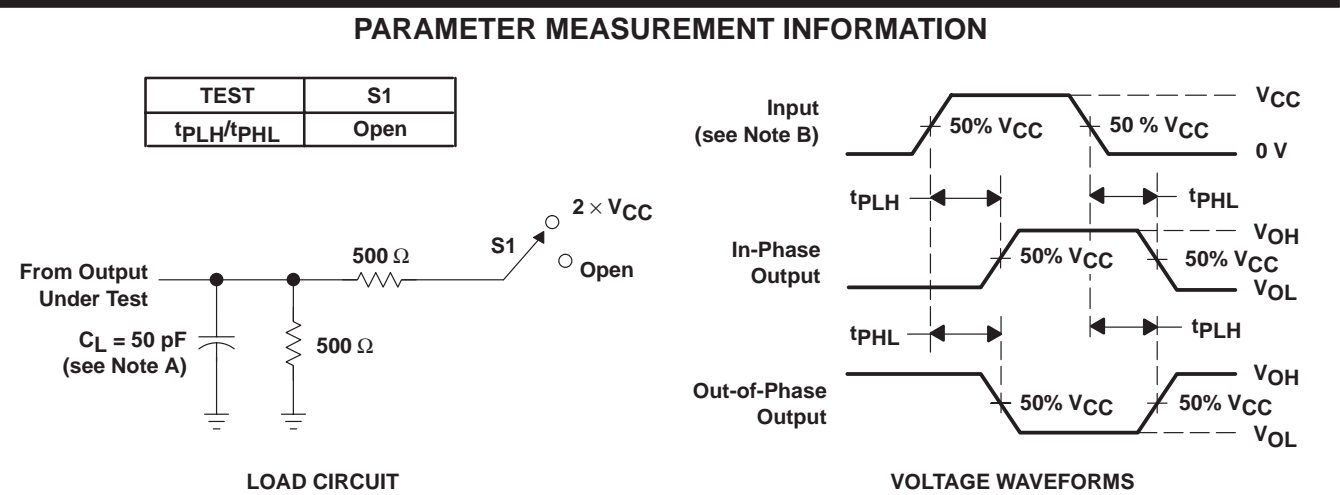 PARAMETER MEASUREMENT INFORMATION
TEST S1
tPLH/tPHL Open
From Output
Under Test
CL = 50 pF
(see Note A)
500 Ω
500 Ω
S1
2 × VCC
Open
LOAD CIRCUIT
Input
(see Note B)
50% VCC
50 % VCC
VCC
0 V
tPLH
tPHL
In-Phase
Output
50% VCC
50% VCC
VOH
VOL
tPHL
tPLH
Out-of-Phase
Output
50% VCC
50% VCC
VOH
VOL
VOLTAGE WAVEFORMS